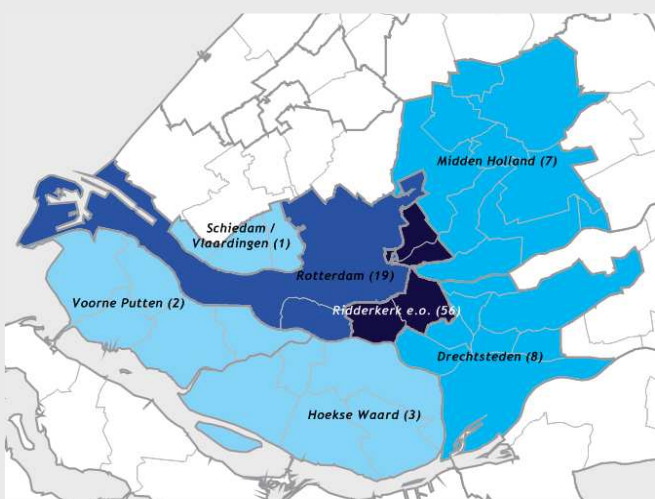 Midden Holland (7)
Schiedam /
Vlaardingen (1)
Rotterdam (19)
Voorne Putten (2)
Ridderkerk e.o. (56)
Drechtsteden (8)
Hoekse Waard (3)